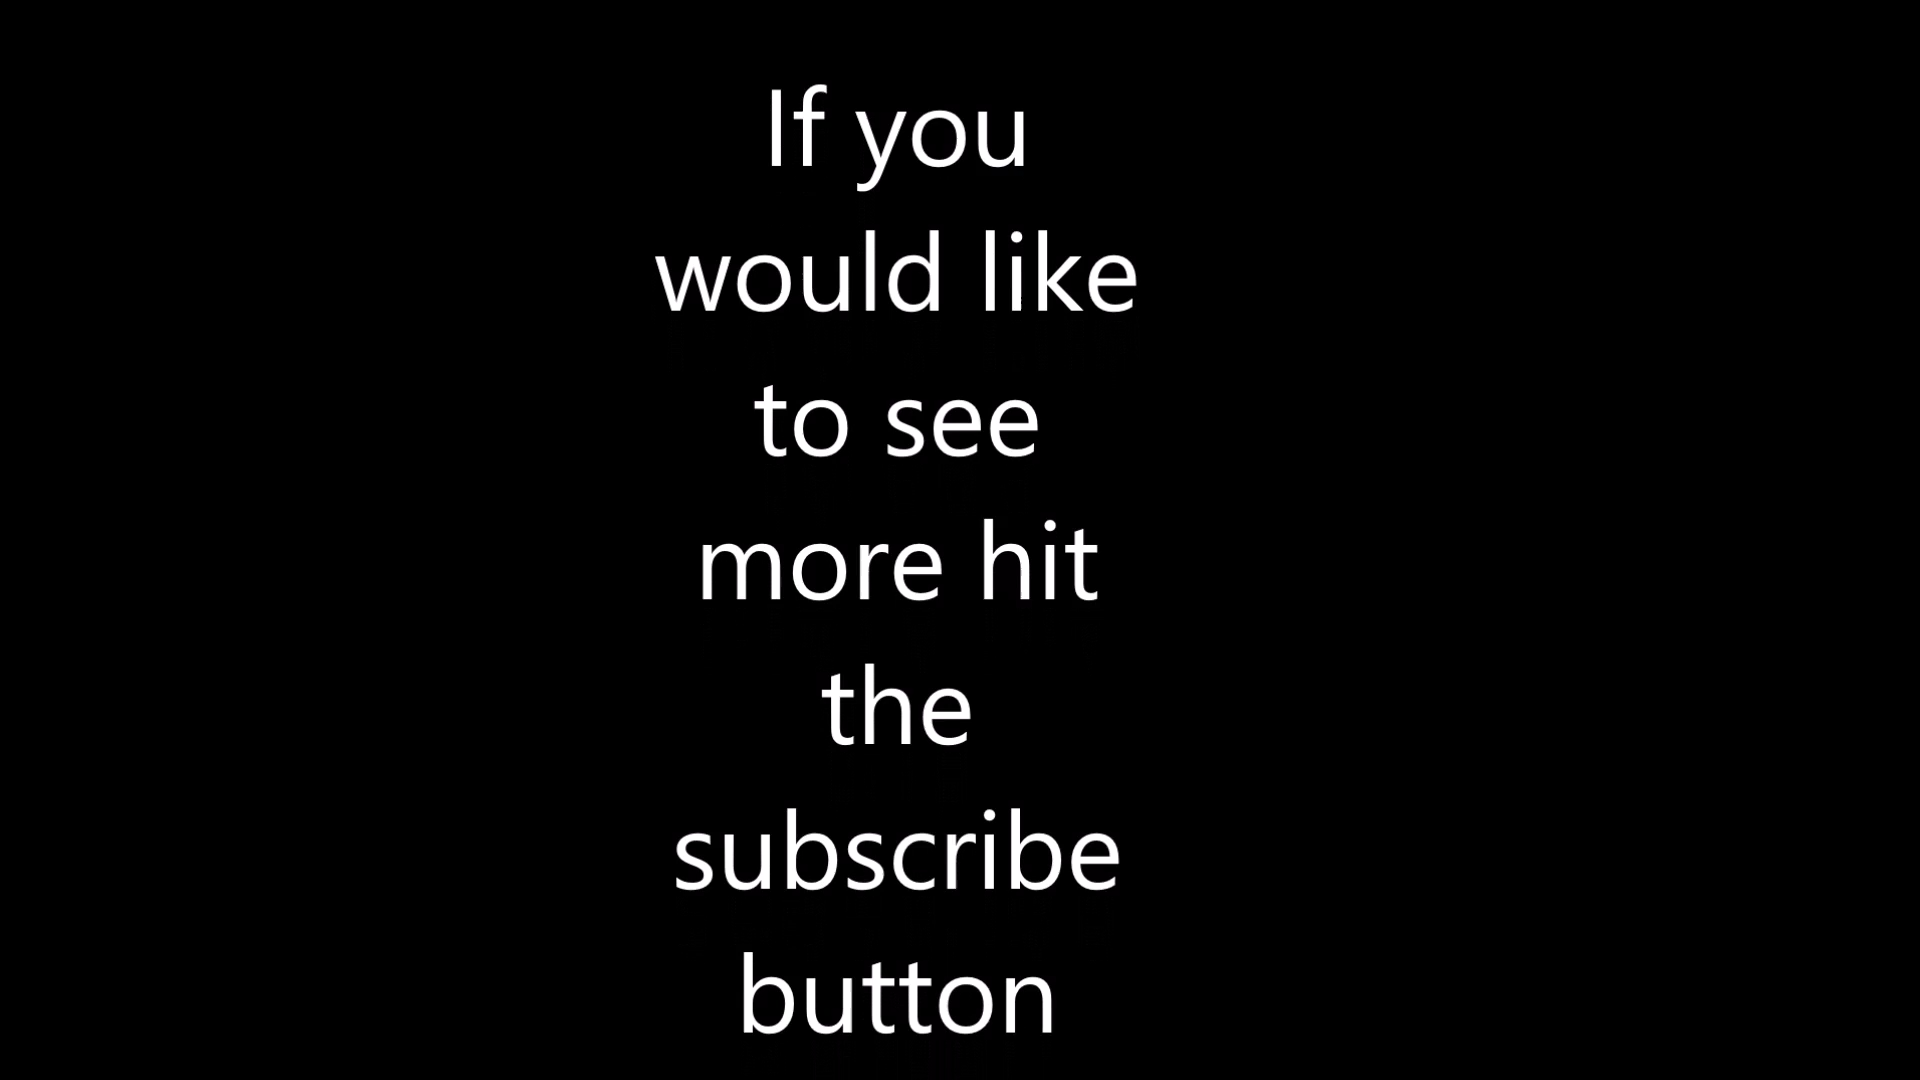 If you
would like
to see
more hit
the
subscribe
button